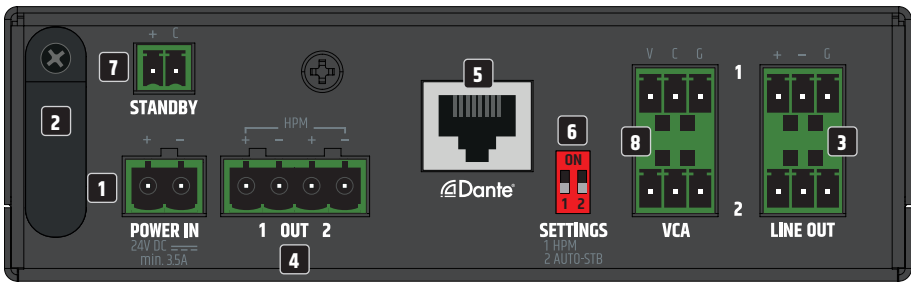 + C
7
STANDBY
2
1
+ −
POWER IN
24V DC
min. 3.5A
HPM
+ − + −
1 OUT 2
4
5
Dante®
6
ON
1 2
SETTINGS
1 HPM
2 AUTO-STB
V C G
8
VCA
1
2
+ − G
3
LINE OUT